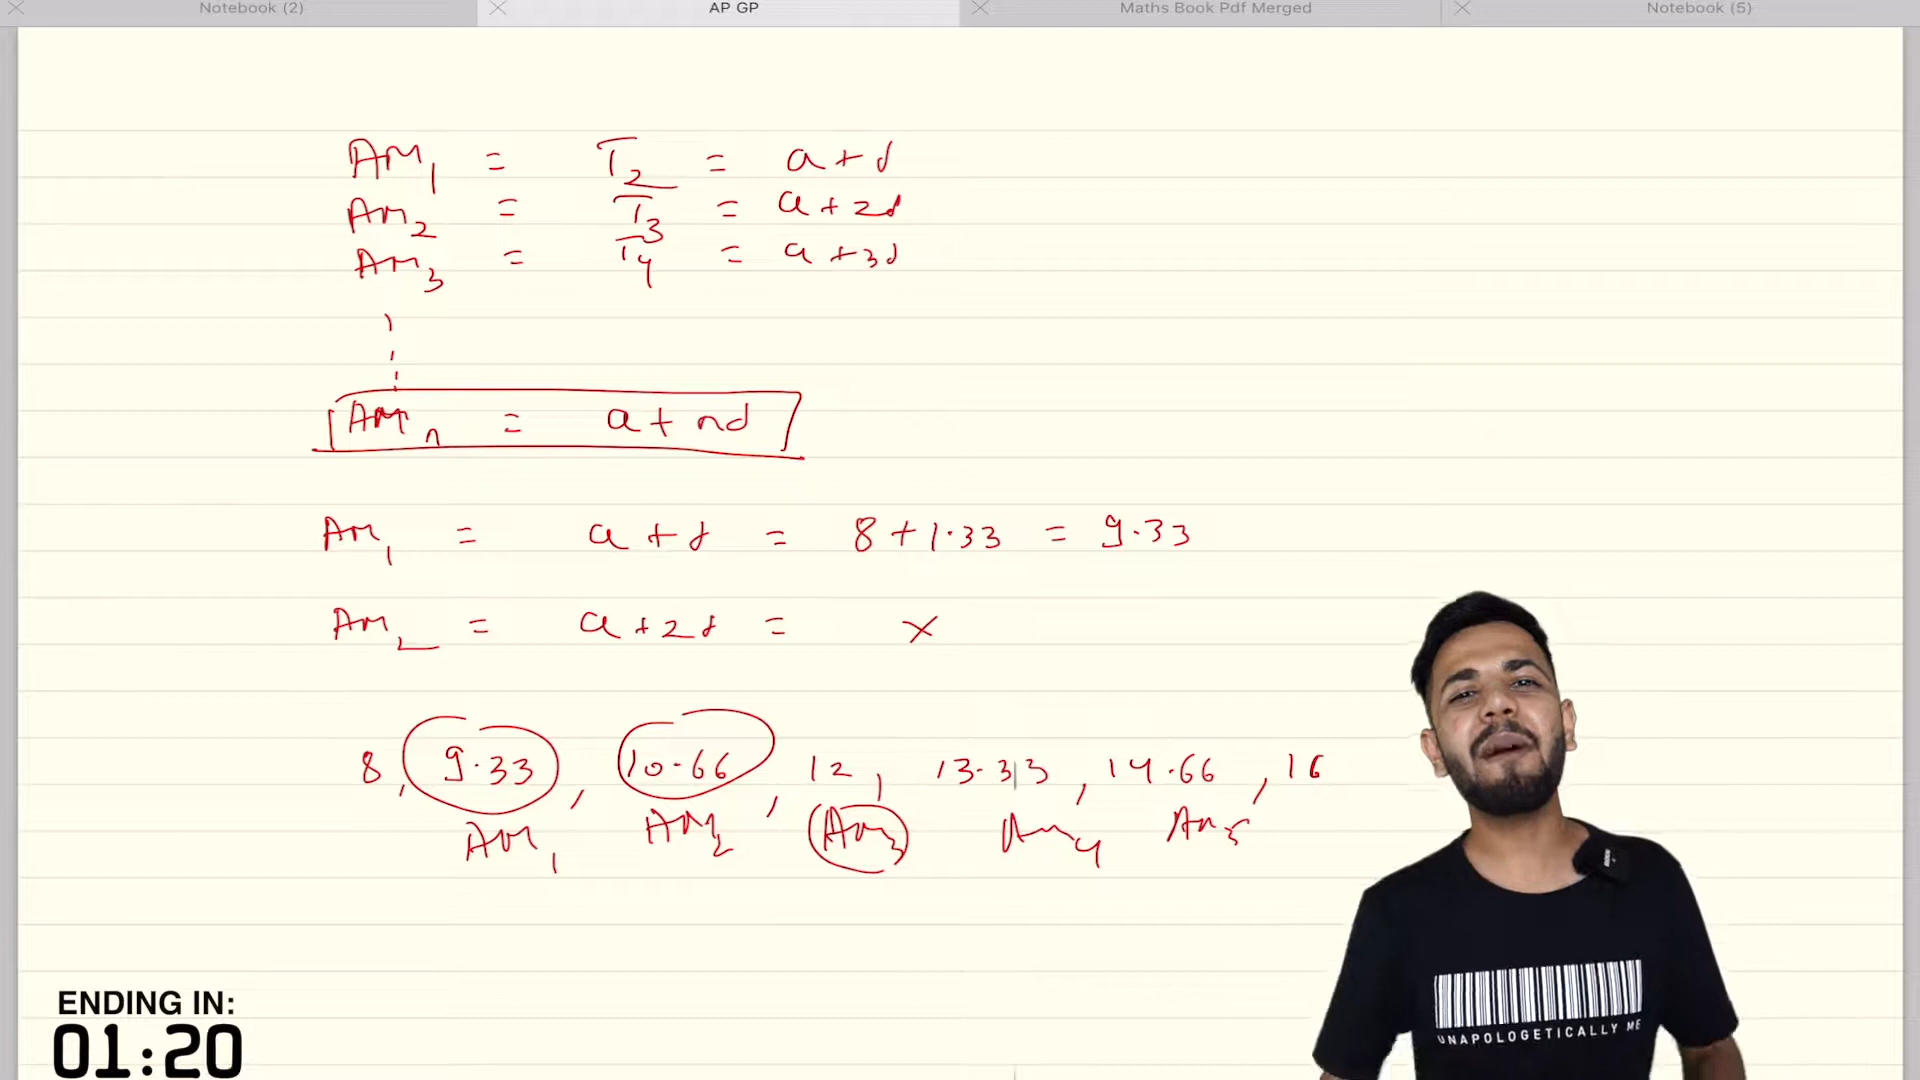 Notebook (2) AP GP Maths Book Pdf Merged Notebook (5)
AM₁ = T₂ = a+d
AM₂ = T₃ = a+2d
AM₃ = T₄ = a+3d
AMₙ = a+nd
AM₁ = a+d = 8+1.33 = 9.33
AM₂ = a+2d = x
8, 9.33, 10.66, 12, 13.33, 14.66, 16
AM₁ AM₂ AM₃ AM₄ AM₅
UNAPOLOGETICALLY ME
ENDING IN:
01:20